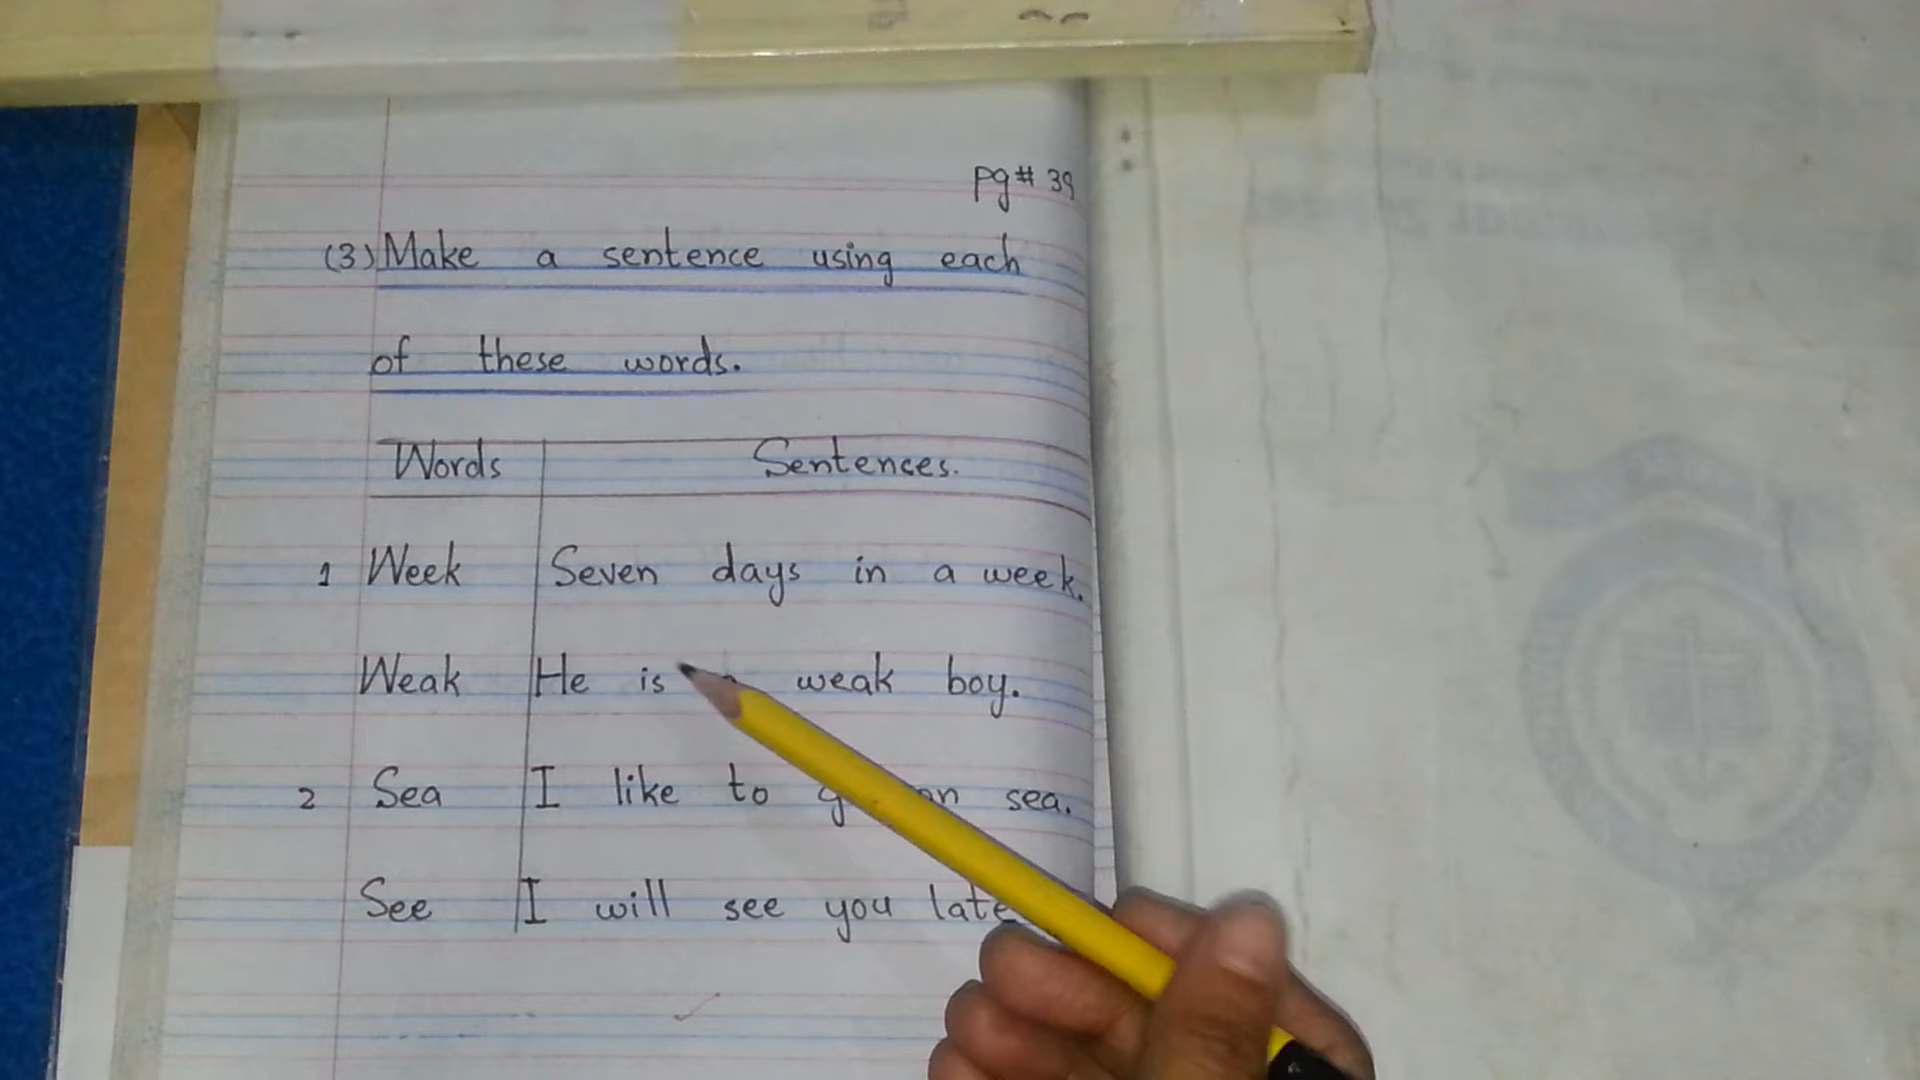 pg# 39
(3) Make a sentence using each
of these words.
Words Sentences.
1 Week Seven days in a week.
Weak He is weak boy.
2 Sea I like to sea.
See I will see you